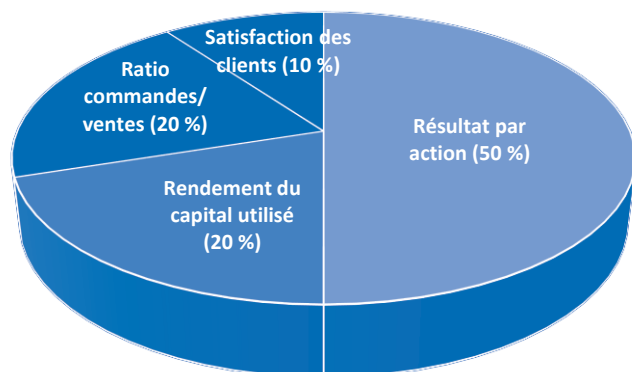 Satisfaction des
clients (10 %)
Ratio
commandes/
ventes (20 %)
Résultat par
action (50 %)
Rendement du
capital utilisé
(20 %)